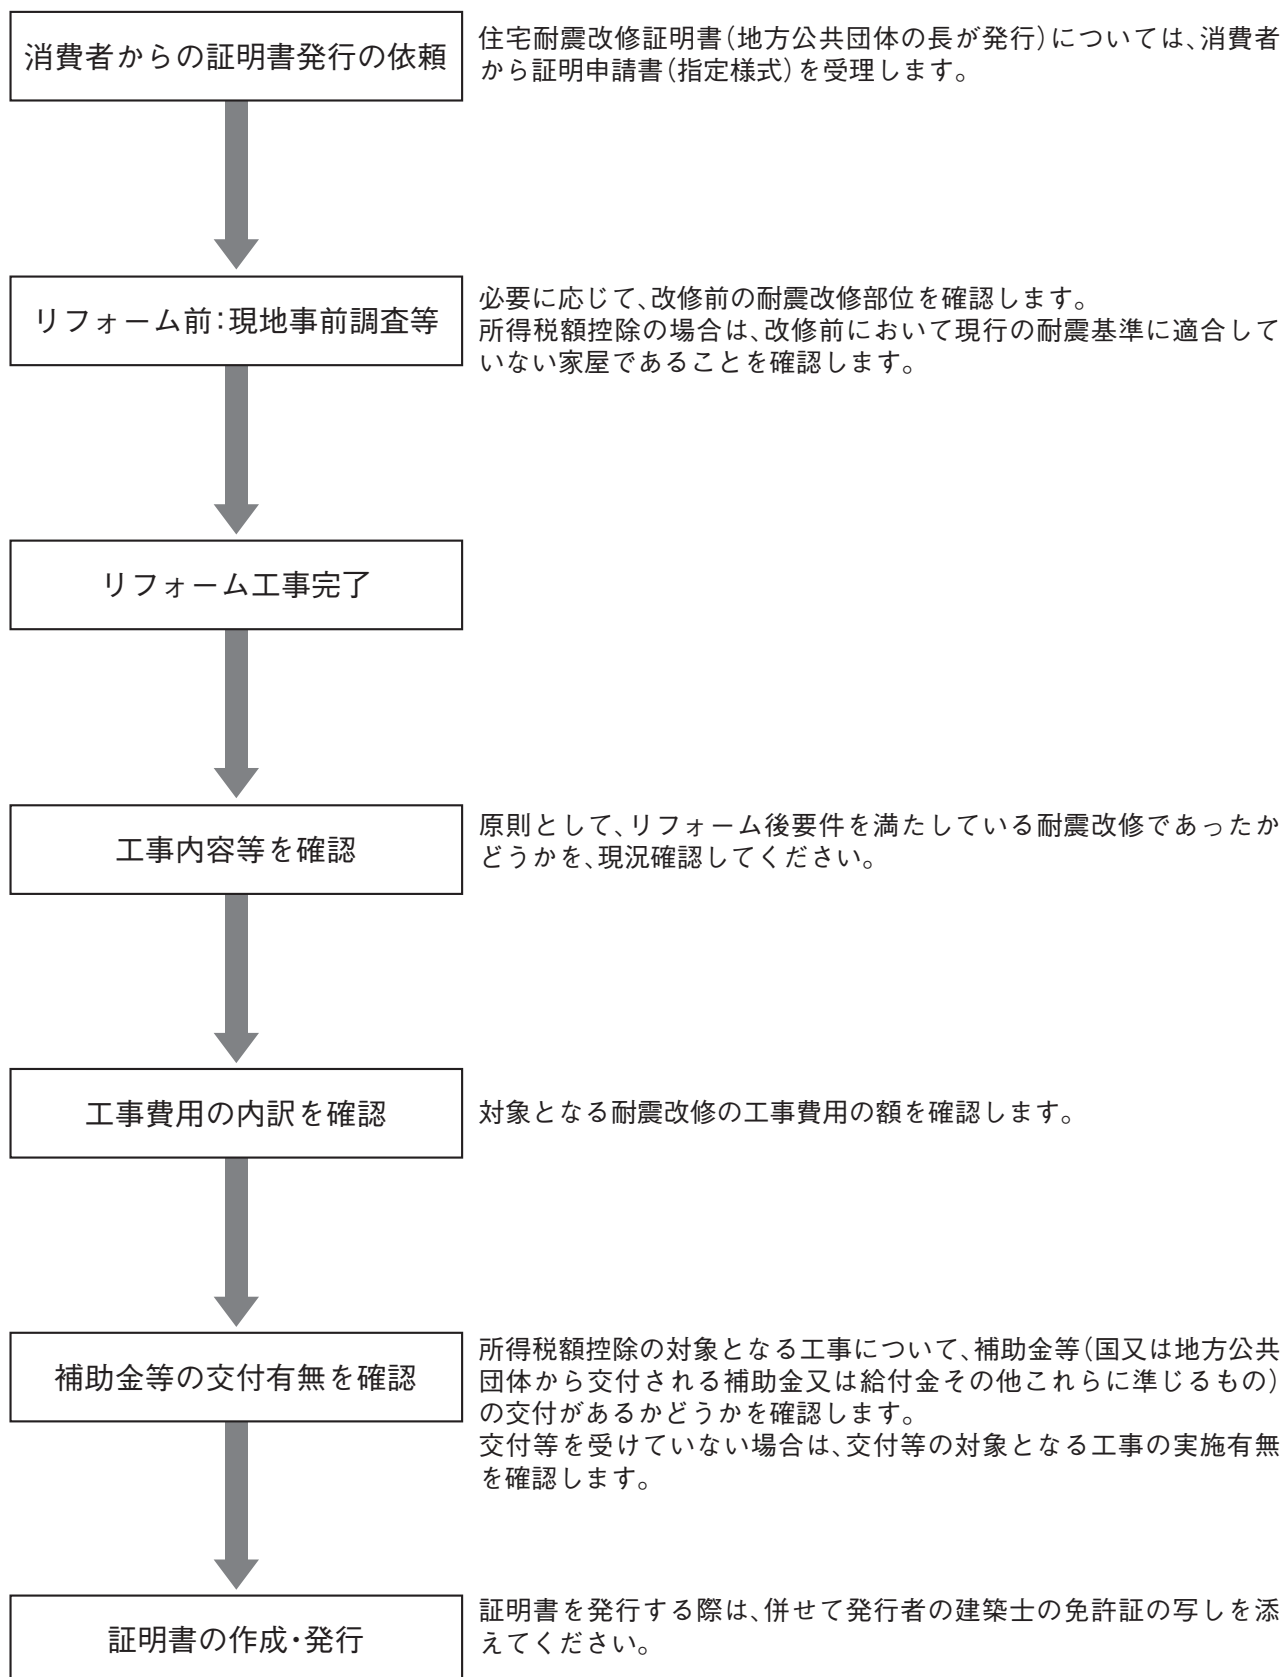 消費者からの証明書発行の依頼
住宅耐震改修証明書(地方公共団体の長が発行)については、消費者
から証明申請書(指定様式)を受理します。
リフォーム前:現地事前調査等
必要に応じて、改修前の耐震改修部位を確認します。
所得税額控除の場合は、改修前において現行の耐震基準に適合して
いない家屋であることを確認します。
リフォーム工事完了
工事内容等を確認
原則として、リフォーム後要件を満たしている耐震改修であったか
どうかを、現況確認してください。
工事費用の内訳を確認
対象となる耐震改修の工事費用の額を確認します。
補助金等の交付有無を確認
所得税額控除の対象となる工事について、補助金等(国又は地方公共
団体から交付される補助金又は給付金その他これらに準じるもの)
の交付があるかどうかを確認します。
交付等を受けていない場合は、交付等の対象となる工事の実施有無
を確認します。
証明書の作成・発行
証明書を発行する際は、併せて発行者の建築士の免許証の写しを添
えてください。